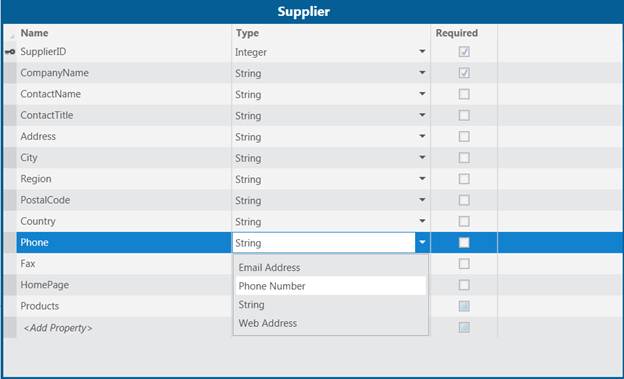 Supplier
Name Type Required
SupplierID Integer
CompanyName String
ContactName String
ContactTitle String
Address String
City String
Region String
PostalCode String
Country String
Phone String
Fax
Email Address
HomePage
Phone Number
Products
String
<Add Property>
Web Address